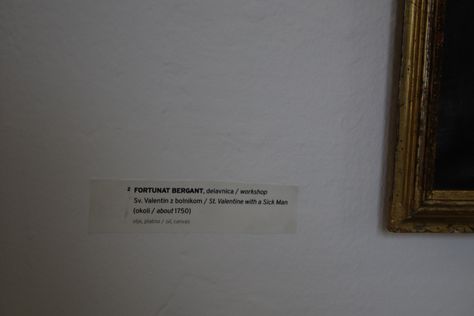 2 FORTUNAT BERGANT, delavnica / workshop
Sv. Valentin z bolnikom / St. Valentine with a Sick Man
(okoli / about 1750)
olje, platno / oil, canvas